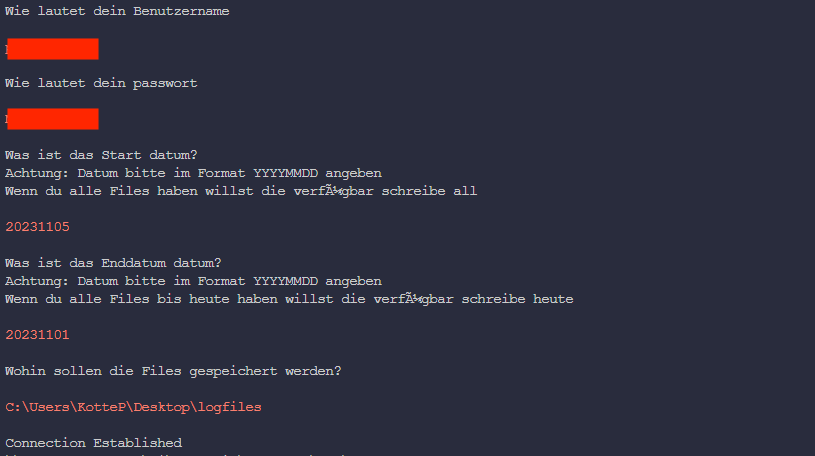 Wie lautet dein Benutzername
Wie lautet dein passwort
Was ist das Start datum?
Achtung: Datum bitte im Format YYYYMMDD angeben
Wenn du alle Files haben willst die verfÃ¼gbar schreibe all
20231105
Was ist das Enddatum datum?
Achtung: Datum bitte im Format YYYYMMDD angeben
Wenn du alle Files bis heute haben willst die verfÃ¼gbar schreibe heute
20231101
Wohin sollen die Files gespeichert werden?
C:\Users\KotteP\Desktop\logfiles
Connection Established